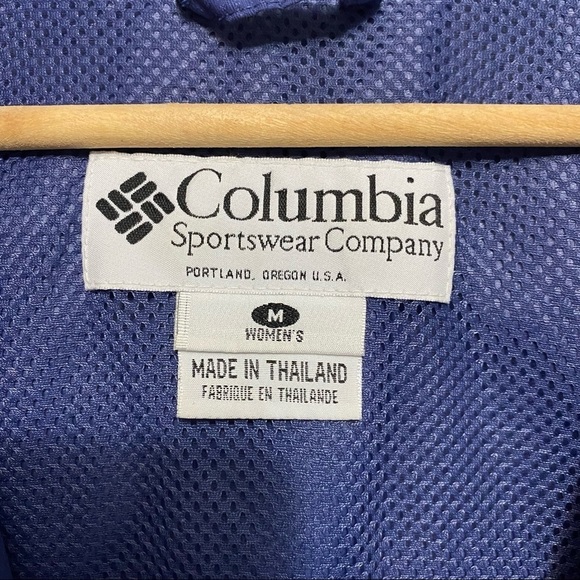 Columbia
Sportswear Company
PORTLAND, OREGON U.S.A.
M
WOMEN'S
MADE IN THAILAND
FABRIQUE EN THAILANDE